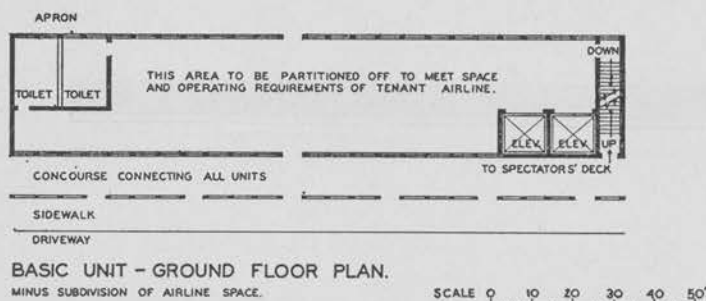 APRON
DOWN
THIS AREA TO BE PARTITIONED OFF TO MEET SPACE
AND OPERATING REQUIREMENTS OF TENANT AIRLINE.
TOILET TOILET
ELEV. ELEV. UP
TO SPECTATORS' DECK
CONCOURSE CONNECTING ALL UNITS
SIDEWALK
DRIVEWAY
BASIC UNIT - GROUND FLOOR PLAN.
MINUS SUBDIVISION OF AIRLINE SPACE.
SCALE 0 10 20 30 40 50'